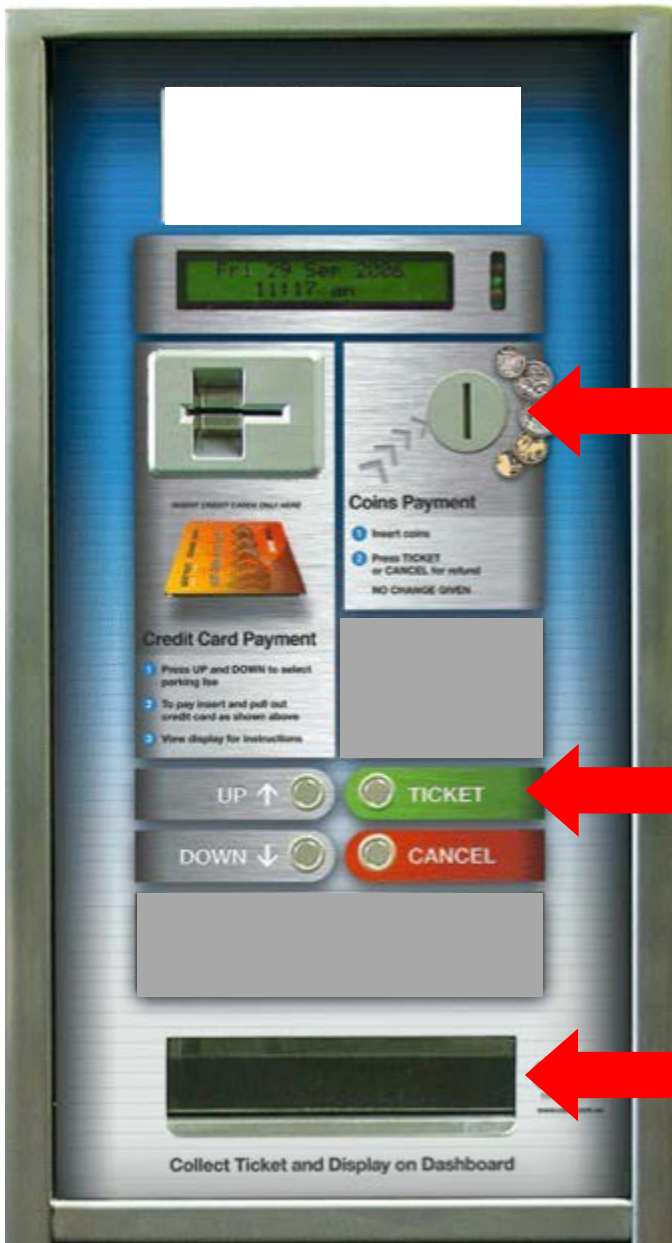 Fri 29 Sep 2006
11:17 am
INSERT CREDIT CARDS ONLY HERE
Coins Payment
1 Insert coins
2 Press TICKET
or CANCEL for refund
NO CHANGE GIVEN
Credit Card Payment
1 Press UP and DOWN to select
parking fee
2 To pay insert and pull out
credit card as shown above
3 View display for instructions
UP ↑
TICKET
DOWN ↓
CANCEL
Collect Ticket and Display on Dashboard